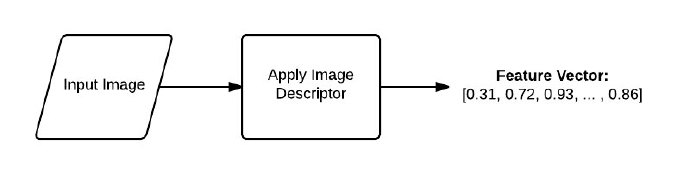 Input Image
Apply Image
Descriptor
Feature Vector:
[0.31, 0.72, 0.93, ... , 0.86]